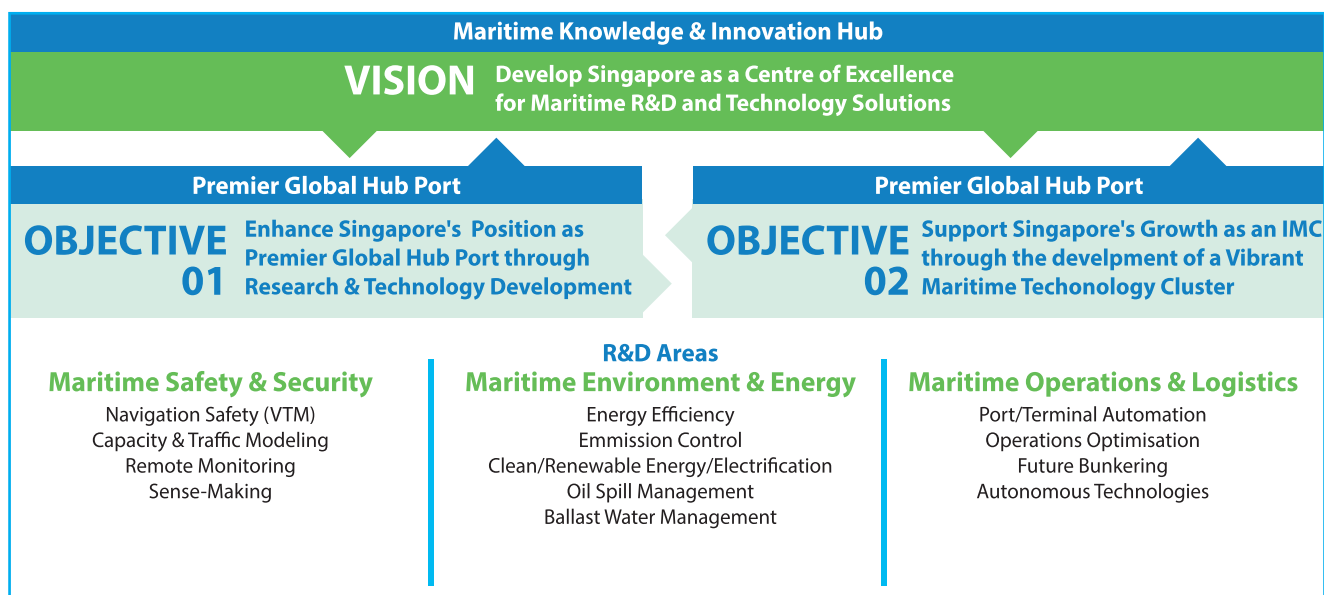 Maritime Knowledge & Innovation Hub
VISION
Develop Singapore as a Centre of Excellence
for Maritime R&D and Technology Solutions
Premier Global Hub Port
OBJECTIVE
01
Enhance Singapore's Position as
Premier Global Hub Port through
Research & Technology Development
Premier Global Hub Port
OBJECTIVE
02
Support Singapore's Growth as an IMC
through the develpment of a Vibrant
Maritime Techonology Cluster
R&D Areas
Maritime Safety & Security
Navigation Safety (VTM)
Capacity & Traffic Modeling
Remote Monitoring
Sense-Making
Maritime Environment & Energy
Energy Efficiency
Emmission Control
Clean/Renewable Energy/Electrification
Oil Spill Management
Ballast Water Management
Maritime Operations & Logistics
Port/Terminal Automation
Operations Optimisation
Future Bunkering
Autonomous Technologies